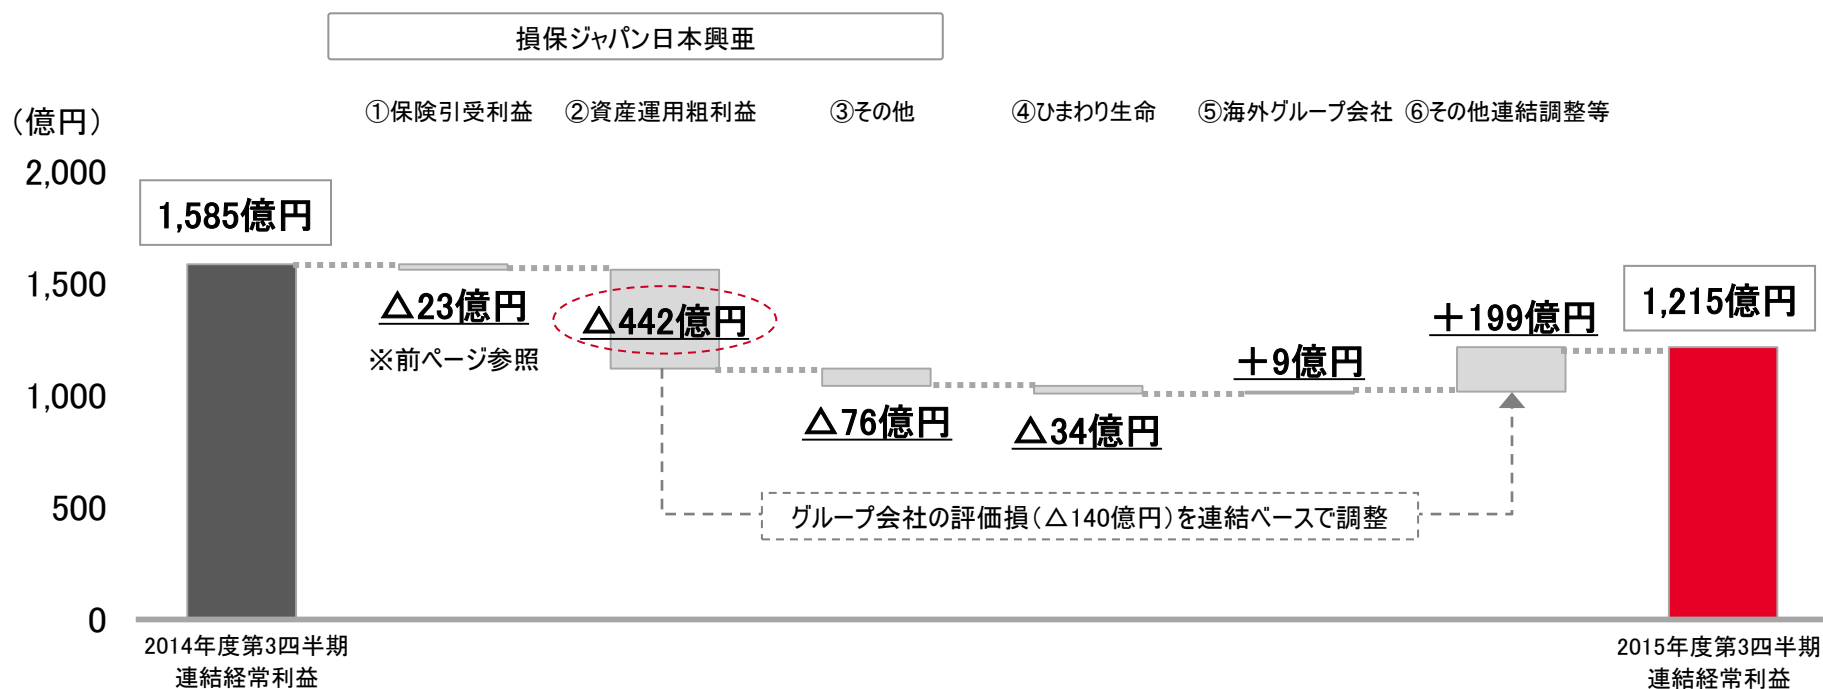 損保ジャパン日本興亜
（億円）
①保険引受利益 ②資産運用粗利益 ③その他 ④ひまわり生命 ⑤海外グループ会社 ⑥その他連結調整等
2,000
1,500
1,000
500
0
1,585億円
△23億円
※前ページ参照
△442億円
△76億円
△34億円
＋9億円
＋199億円
1,215億円
グループ会社の評価損（△140億円）を連結ベースで調整
2014年度第3四半期
連結経常利益
2015年度第3四半期
連結経常利益